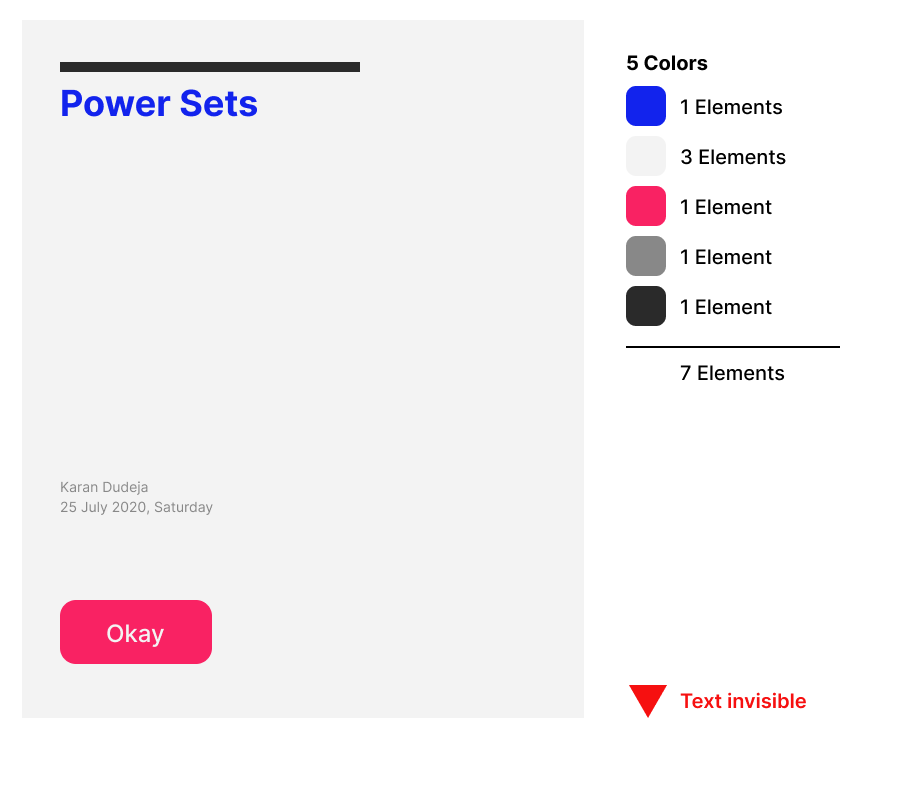 Power Sets
Karan Dudeja
25 July 2020, Saturday
Okay
5 Colors
1 Elements
3 Elements
1 Element
1 Element
1 Element
7 Elements
Text invisible